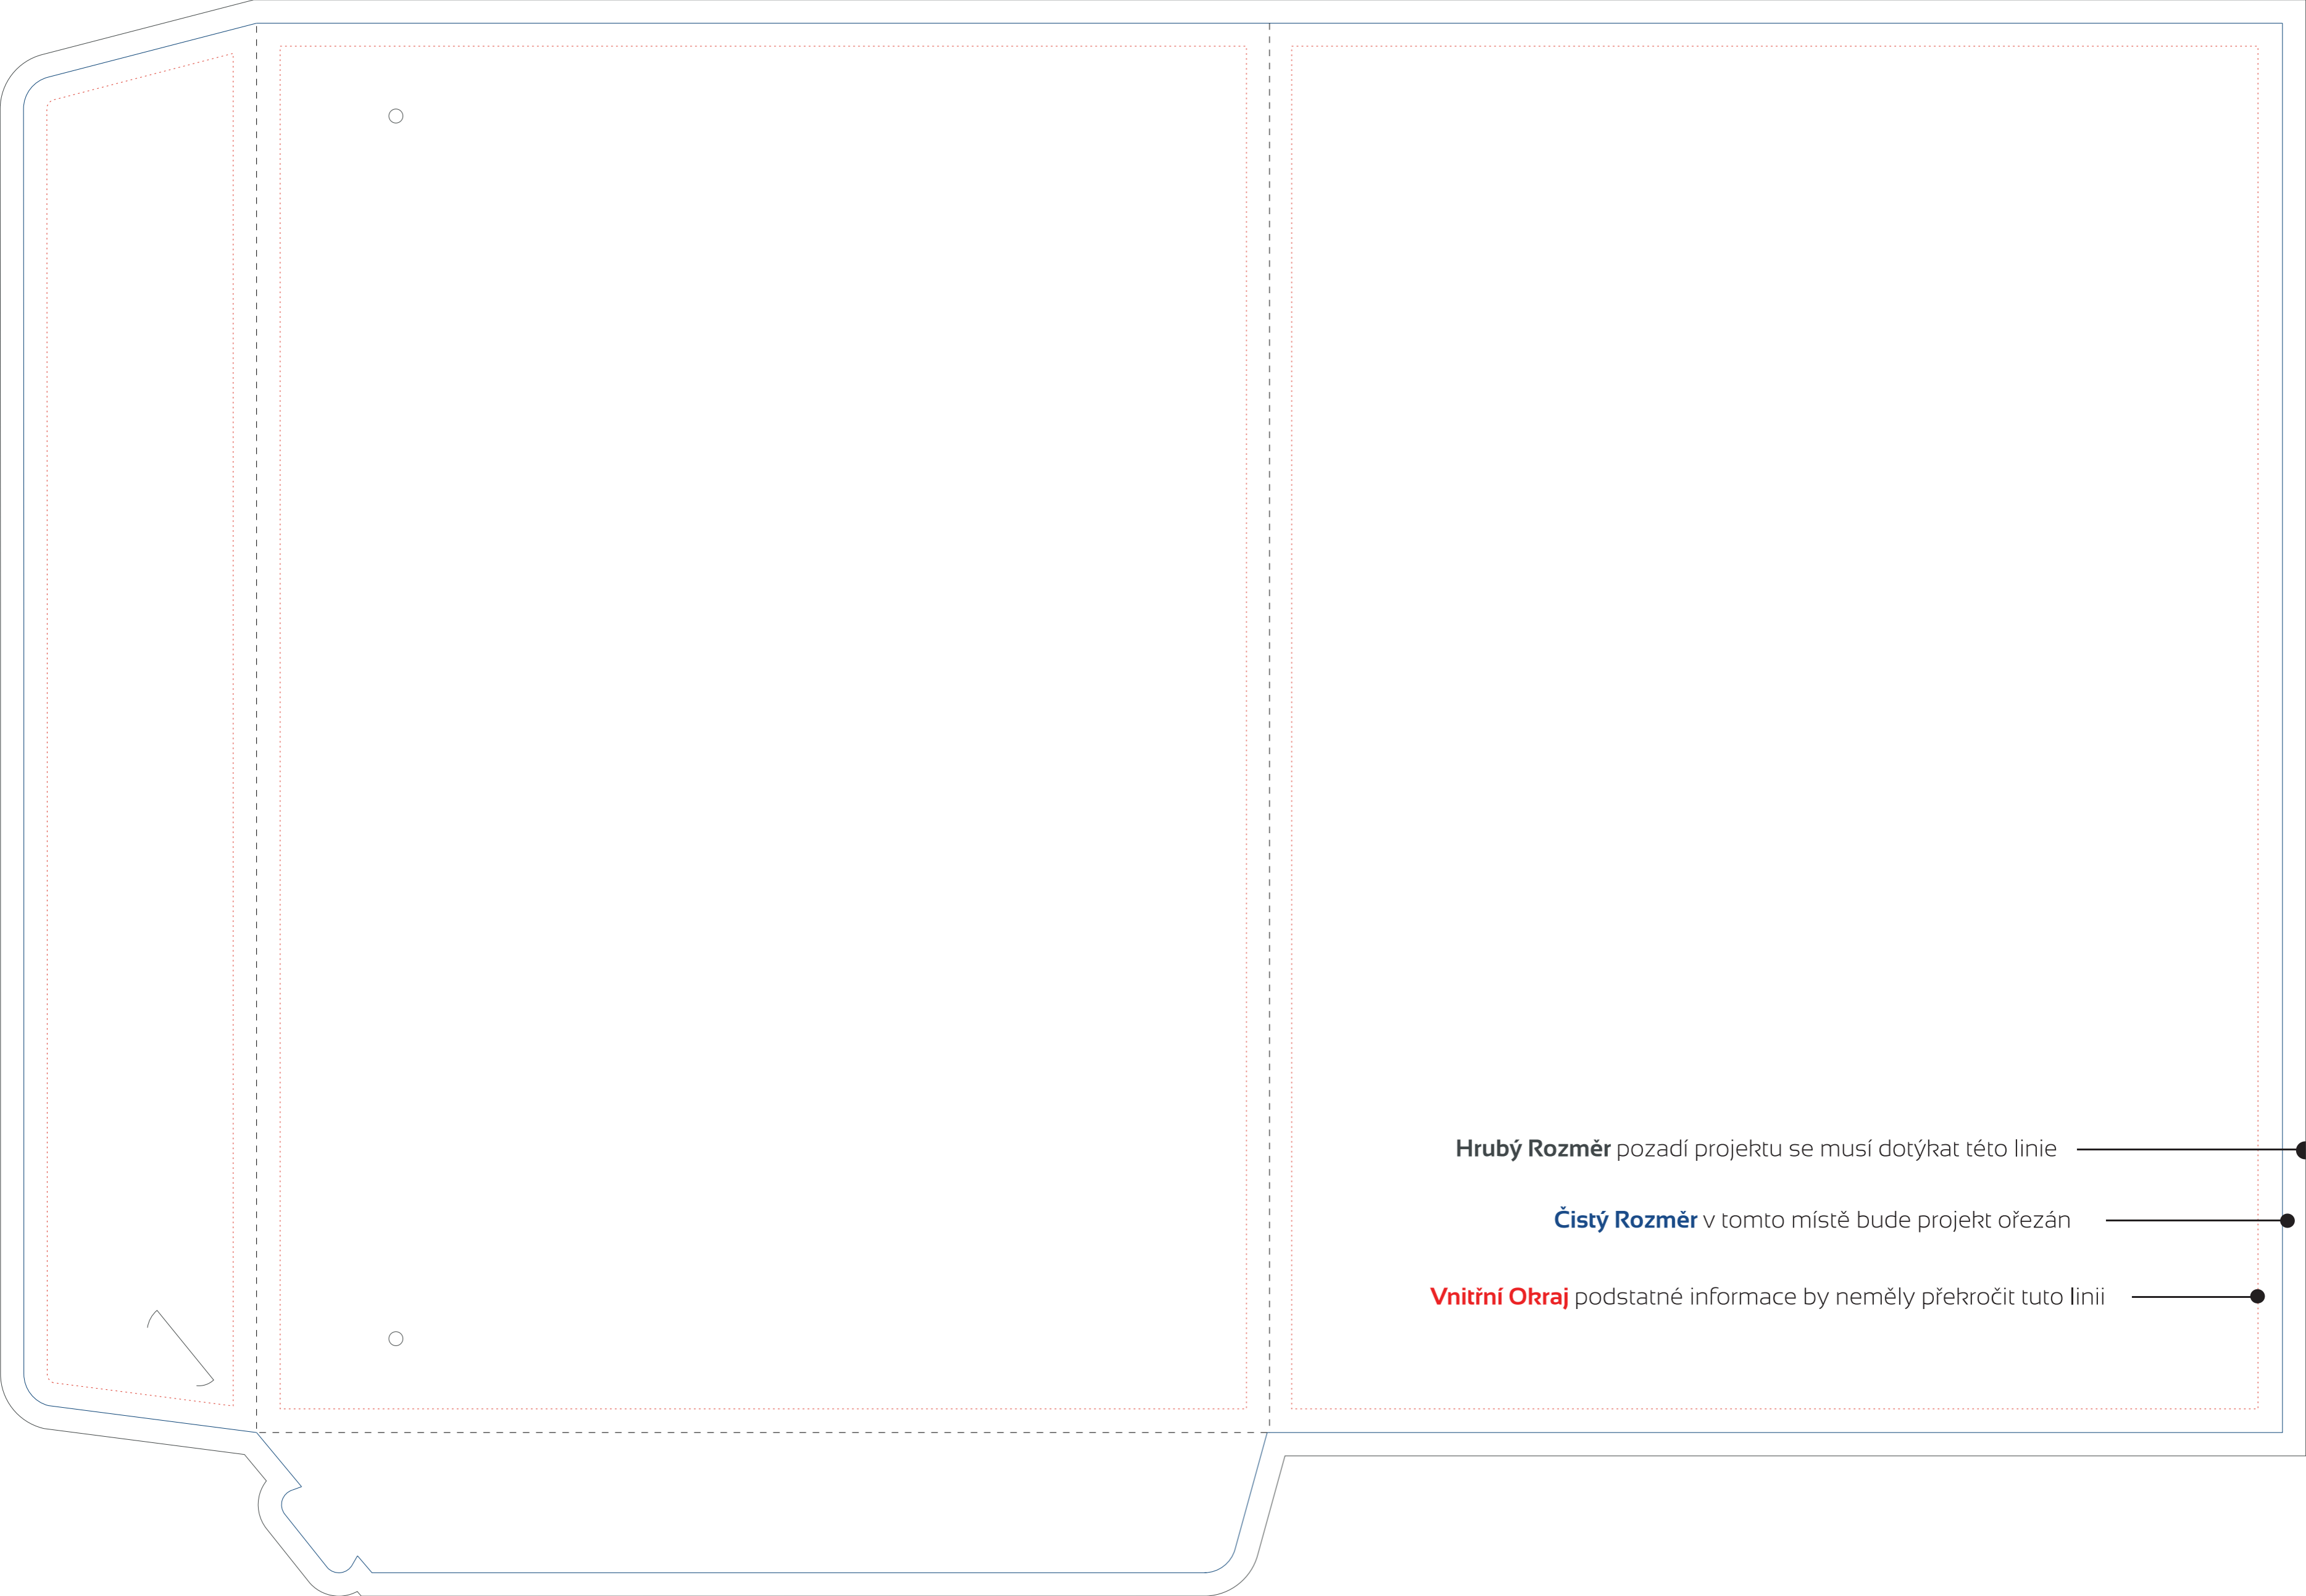 Hrubý Rozměr pozadí projektu se musí dotýkat této linie
Čistý Rozměr v tomto místě bude projekt ořezán
Vnitřní Okraj podstatné informace by neměly překročit tuto linii